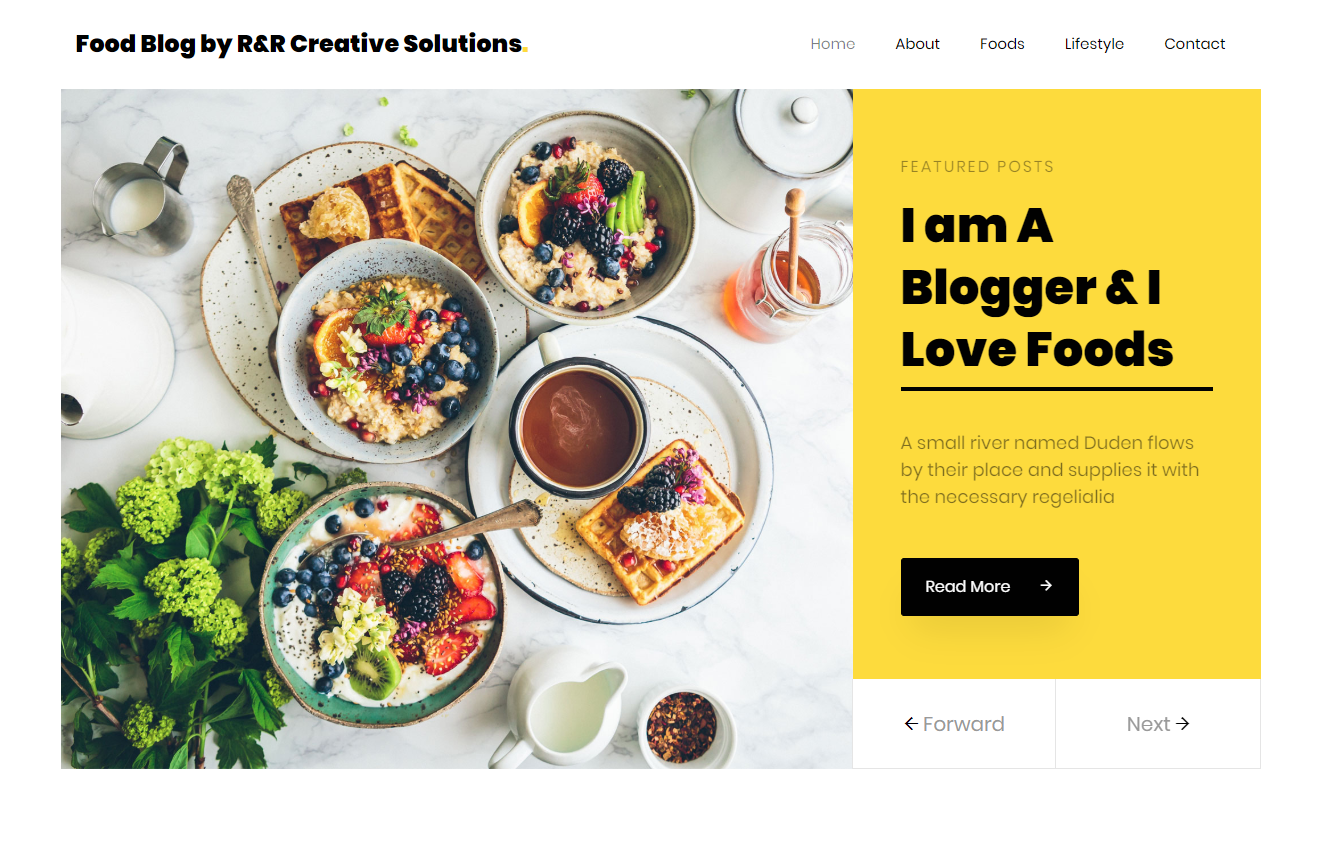 Food Blog by R&R Creative Solutions.
Home About Foods Lifestyle Contact
FEATURED POSTS
I am A
Blogger & I
Love Foods
A small river named Duden flows
by their place and supplies it with
the necessary regelialia
Read More →
← Forward
Next →